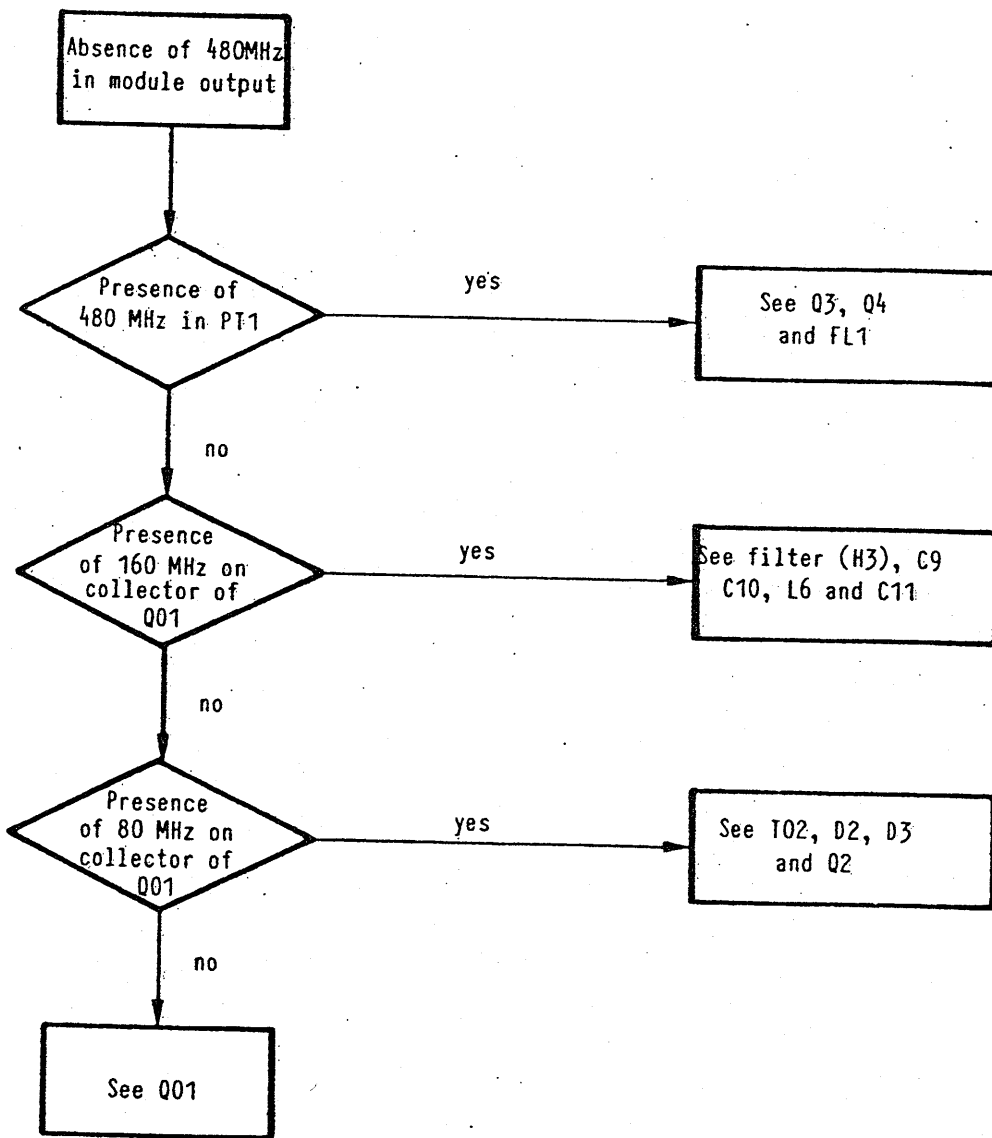 Absence of 480MHz
in module output
Presence of
480 MHz in PT1
yes
See Q3, Q4
and FL1
no
Presence
of 160 MHz on
collector of
Q01
yes
See filter (H3), C9
C10, L6 and C11
no
Presence
of 80 MHz on
collector of
Q01
yes
See T02, D2, D3
and Q2
no
See Q01